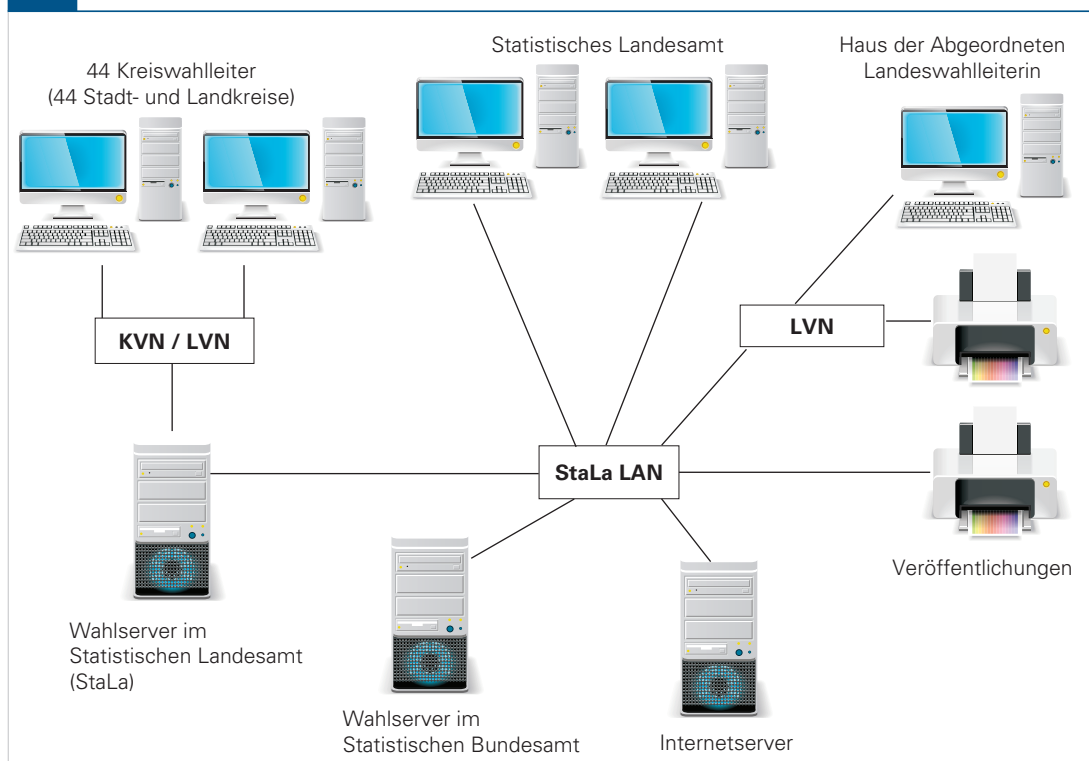 44 Kreiswahlleiter
(44 Stadt- und Landkreise)
Statistisches Landesamt
Haus der Abgeordneten
Landeswahlleiterin
KVN / LVN
LVN
StaLa LAN
Veröffentlichungen
Wahlserver im
Statistischen Landesamt
(StaLa)
Wahlserver im
Statistischen Bundesamt
Internetserver